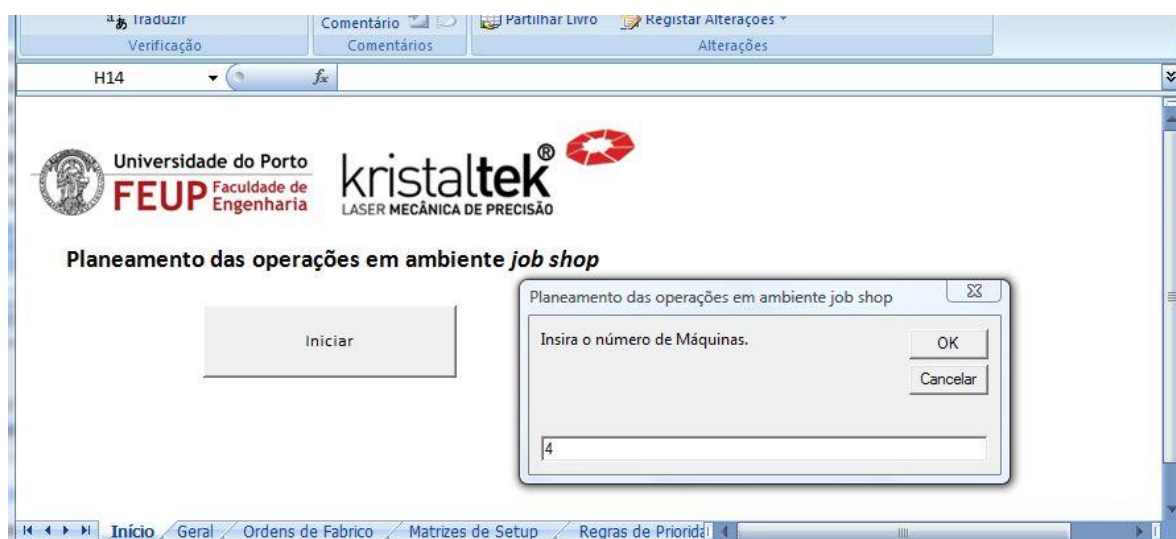 Traduzir
Comentário
Partilhar Livro
Registar Alterações
Verificação
Comentários
Alterações
H14
fx
Universidade do Porto
FEUP Faculdade de Engenharia
kristaltek®
LASER MECÂNICA DE PRECISÃO
Planeamento das operações em ambiente job shop
Iniciar
Planeamento das operações em ambiente job shop
Insira o número de Máquinas.
OK
Cancelar
4
Início
Geral
Ordens de Fabrico
Matrizes de Setup
Regras de Priorida